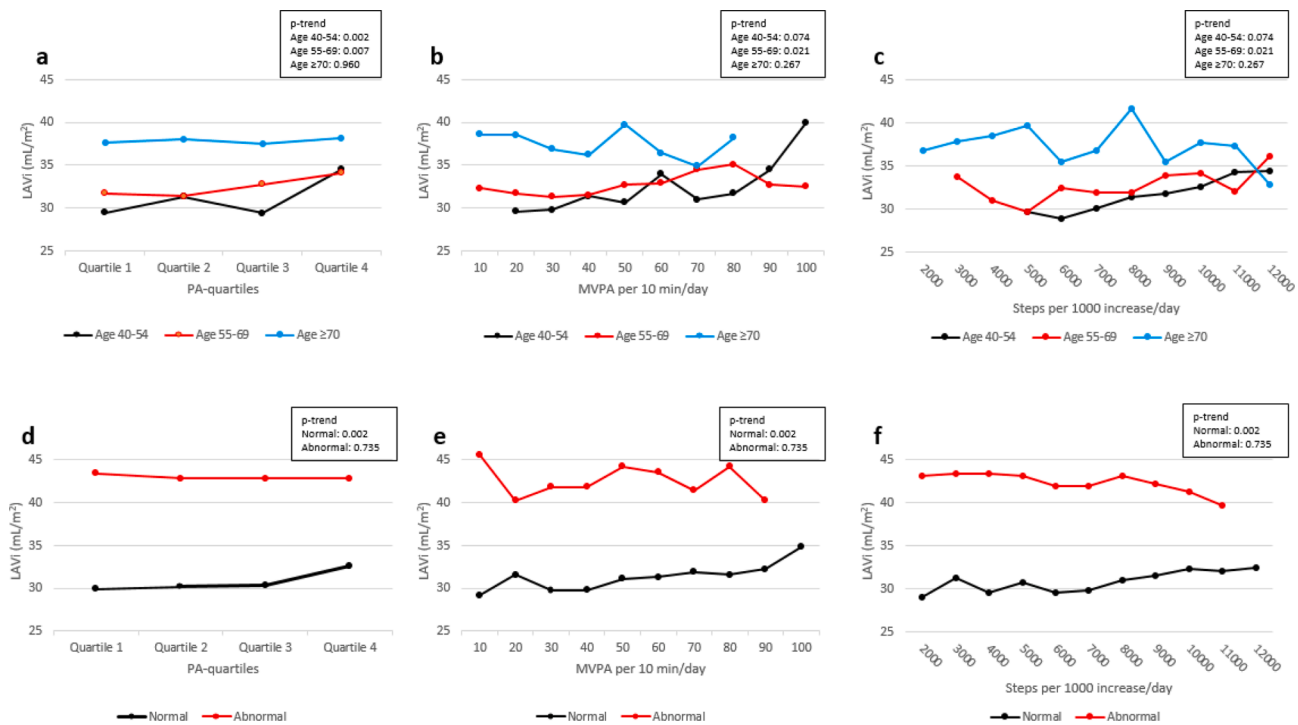 a
p-trend
Age 40-54: 0.002
Age 55-69: 0.007
Age ≥70: 0.960
45
40
35
30
25
LAVi (mL/m²)
Quartile 1 Quartile 2 Quartile 3 Quartile 4
PA-quartiles
Age 40-54 Age 55-69 Age ≥70
b
p-trend
Age 40-54: 0.074
Age 55-69: 0.021
Age ≥70: 0.267
45
40
35
30
25
LAVi (mL/m²)
10 20 30 40 50 60 70 80 90 100
MVPA per 10 min/day
Age 40-54 Age 55-69 Age ≥70
c
p-trend
Age 40-54: 0.074
Age 55-69: 0.021
Age ≥70: 0.267
45
40
35
30
25
LAVi (mL/m²)
2000 3000 4000 5000 6000 7000 8000 9000 10000 11000 12000
Steps per 1000 increase/day
Age 40-54 Age 55-69 Age ≥70
d
p-trend
Normal: 0.002
Abnormal: 0.735
45
40
35
30
25
LAVi (mL/m²)
Quartile 1 Quartile 2 Quartile 3 Quartile 4
PA-quartiles
Normal Abnormal
e
p-trend
Normal: 0.002
Abnormal: 0.735
45
40
35
30
25
LAVi (mL/m²)
10 20 30 40 50 60 70 80 90 100
MVPA per 10 min/day
Normal Abnormal
f
p-trend
Normal: 0.002
Abnormal: 0.735
45
40
35
30
25
LAVi (mL/m²)
2000 3000 4000 5000 6000 7000 8000 9000 10000 11000 12000
Steps per 1000 increase/day
Normal Abnormal